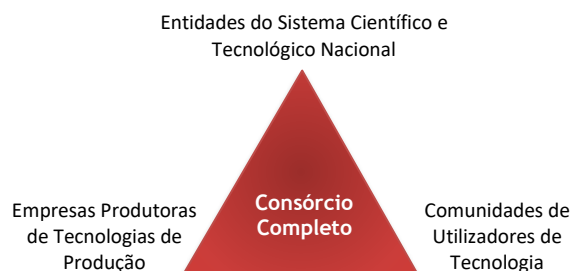 Entidades do Sistema Científico e
Tecnológico Nacional
Consórcio
Completo
Empresas Produtoras
de Tecnologias de
Produção
Comunidades de
Utilizadores de
Tecnologia